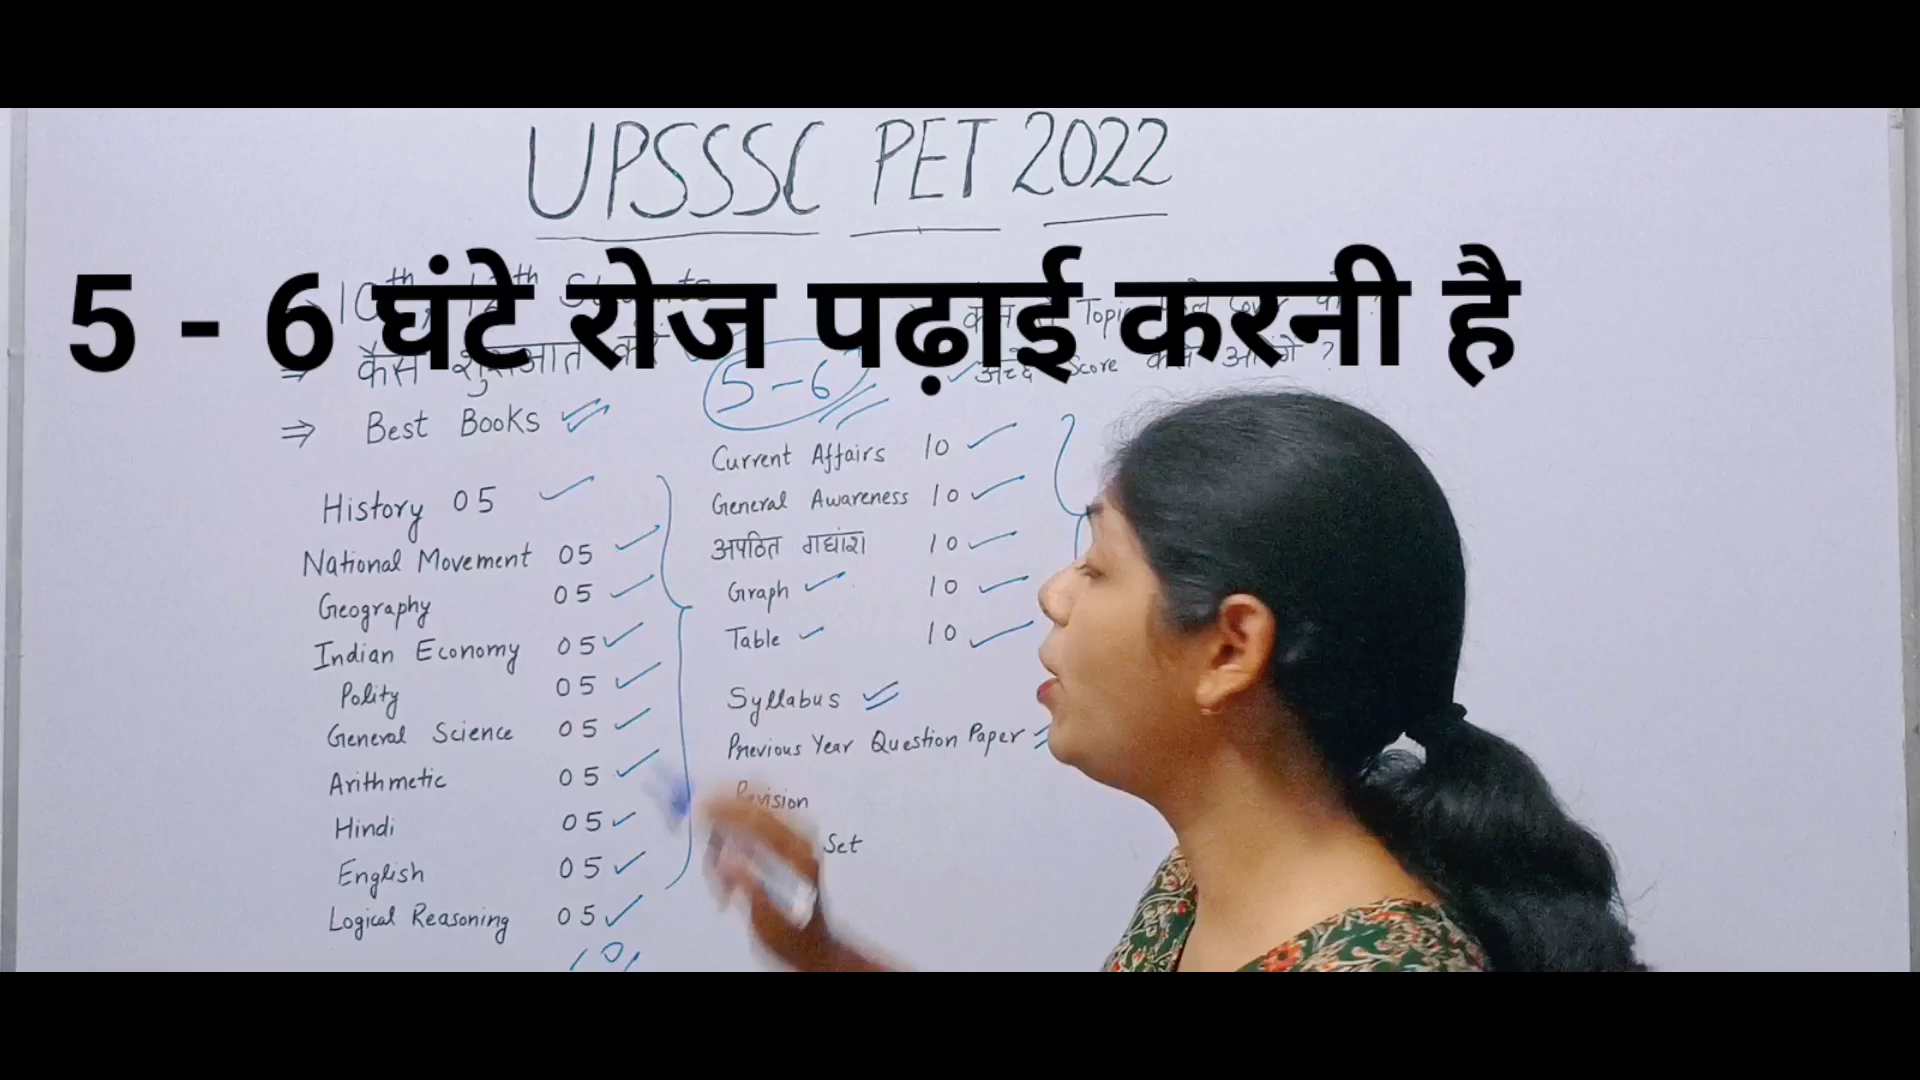 UPSSSC PET 2022
5 - 6 घंटे रोज पढ़ाई करनी है
⇒ Best Books
5-6
History 05
National Movement 05
Geography 05
Indian Economy 05
Polity 05
General Science 05
Arithmetic 05
Hindi 05
English 05
Logical Reasoning 05
Current Affairs 10
General Awareness 10
अपठित गद्यांश 10
Graph 10
Table 10
Syllabus
Previous Year Question Paper
Revision
Set